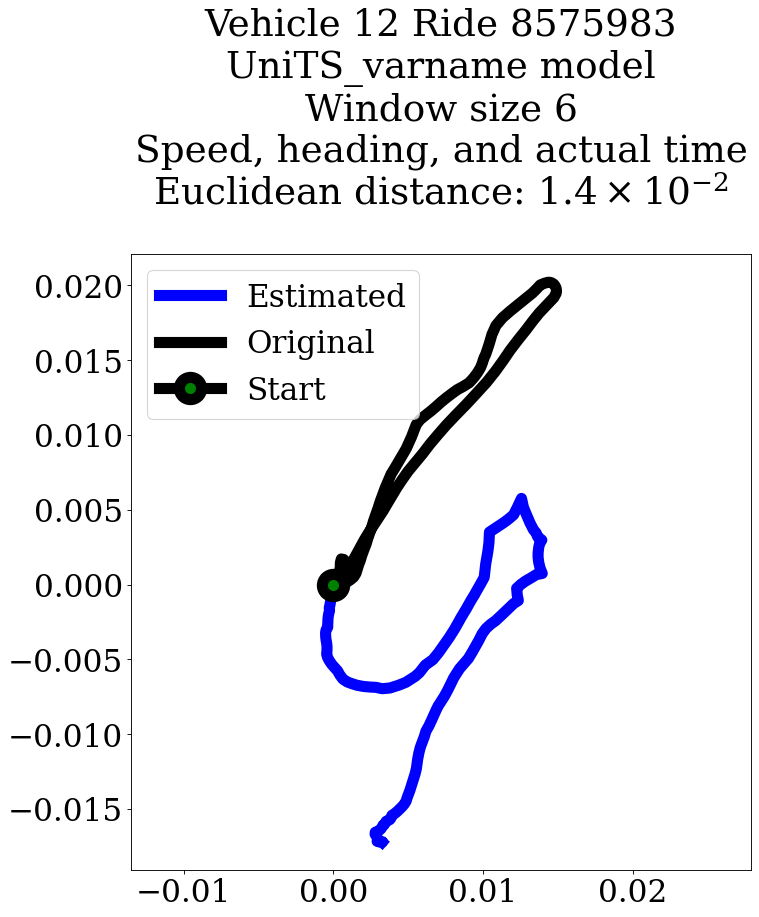 Vehicle 12 Ride 8575983
UniTS_varname model
Window size 6
Speed, heading, and actual time
Euclidean distance: 1.4 × 10⁻²
Estimated
Original
Start
0.020
0.015
0.010
0.005
0.000
−0.005
−0.010
−0.015
−0.01 0.00 0.01 0.02